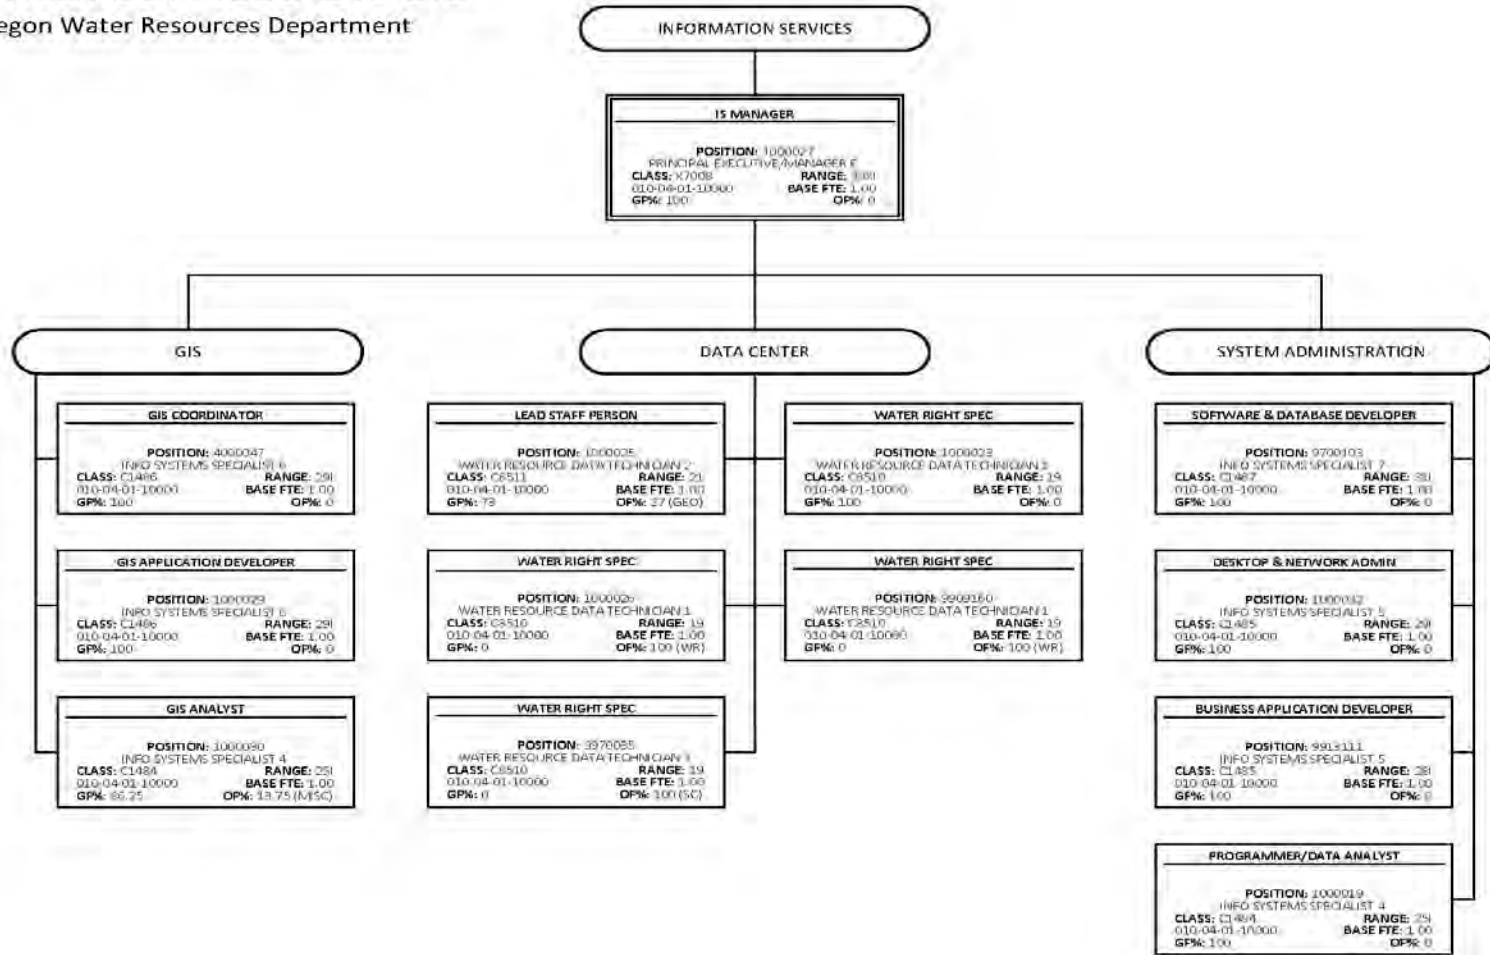 egon Water Resources Department
INFORMATION SERVICES
IS MANAGER
POSITION: 1000027
PRINCIPAL EXECUTIVE/MANAGER
CLASS: X7008 RANGE:
010-04-01-10000 BASE FTE: 1.00
GF%: 100 OF%: 0
GIS
GIS COORDINATOR
POSITION: 4000047
INFO SYSTEMS SPECIALIST 6
CLASS: C1486 RANGE: 29I
010-04-01-10000 BASE FTE: 1.00
GF%: 100 OF%: 0
GIS APPLICATION DEVELOPER
POSITION: 1000029
INFO SYSTEMS SPECIALIST 6
CLASS: C1486 RANGE: 29I
010-04-01-10000 BASE FTE: 1.00
GF%: 100 OF%: 0
GIS ANALYST
POSITION: 1000030
INFO SYSTEMS SPECIALIST 4
CLASS: C1484 RANGE: 25I
010-04-01-10000 BASE FTE: 1.00
GF%: 86.25 OF%: 13.75 (MISC)
DATA CENTER
LEAD STAFF PERSON
POSITION: 1000025
WATER RESOURCE DATA TECHNICIAN 2
CLASS: C8511 RANGE: 21
010-04-01-10000 BASE FTE: 1.00
GF%: 73 OF%: 27 (GEO)
WATER RIGHT SPEC
POSITION: 1000026
WATER RESOURCE DATA TECHNICIAN 1
CLASS: C8510 RANGE: 19
010-04-01-10000 BASE FTE: 1.00
GF%: 0 OF%: 100 (WR)
WATER RIGHT SPEC
POSITION:
WATER RESOURCE DATA TECHNICIAN 1
CLASS: C8510 RANGE: 19
010-04-01-10000 BASE FTE: 1.00
GF%: 0 OF%: 100 (SC)
WATER RIGHT SPEC
POSITION: 1000023
WATER RESOURCE DATA TECHNICIAN 1
CLASS: C8510 RANGE: 19
010-04-01-10000 BASE FTE: 1.00
GF%: 100 OF%: 0
WATER RIGHT SPEC
POSITION: 9909160
WATER RESOURCE DATA TECHNICIAN 1
CLASS: C8510 RANGE: 19
010-04-01-10000 BASE FTE: 1.00
GF%: 0 OF%: 100 (WR)
SYSTEM ADMINISTRATION
SOFTWARE & DATABASE DEVELOPER
POSITION: 9700103
INFO SYSTEMS SPECIALIST 7
CLASS: C1487 RANGE: 31I
010-04-01-10000 BASE FTE: 1.00
GF%: 100 OF%: 0
DESKTOP & NETWORK ADMIN
POSITION: 1000032
INFO SYSTEMS SPECIALIST 5
CLASS: C1485 RANGE:
010-04-01-10000 BASE FTE: 1.00
GF%: 100 OF%: 0
BUSINESS APPLICATION DEVELOPER
POSITION: 9913111
INFO SYSTEMS SPECIALIST 5
CLASS: C1485 RANGE: 28I
010-04-01-10000 BASE FTE: 1.00
GF%: 100 OF%: 0
PROGRAMMER/DATA ANALYST
POSITION: 1000019
INFO SYSTEMS SPECIALIST 4
CLASS: C1484 RANGE: 25I
010-04-01-10000 BASE FTE: 1.00
GF%: 100 OF%: 0